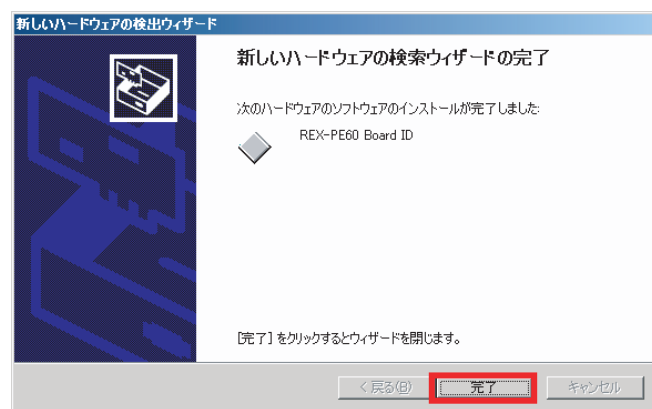 新しいハードウェアの検出ウィザード
新しいハードウェアの検索ウィザードの完了
次のハードウェアのソフトウェアのインストールが完了しました:
REX-PE60 Board ID
[完了] をクリックするとウィザードを閉じます。
< 戻る(B)
完了
キャンセル